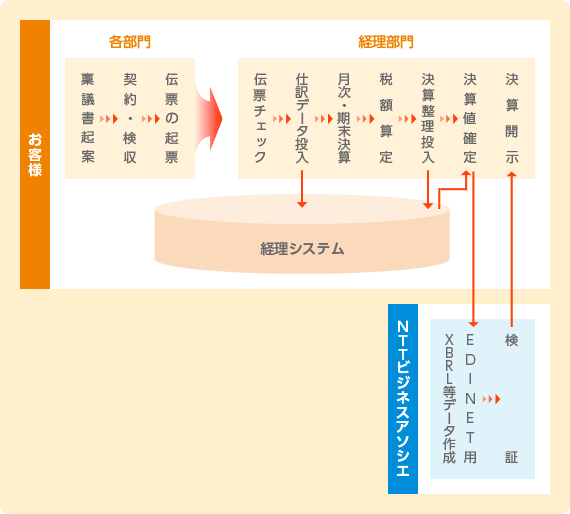 各部門
経理部門
お客様
稟議書起案
契約・検収
伝票の起票
伝票チェック
仕訳データ投入
月次・期末決算
税額算定
決算整理投入
決算値確定
決算開示
経理システム
NTTビジネスアソシエ
EDINET用
XBRL等データ作成
検証